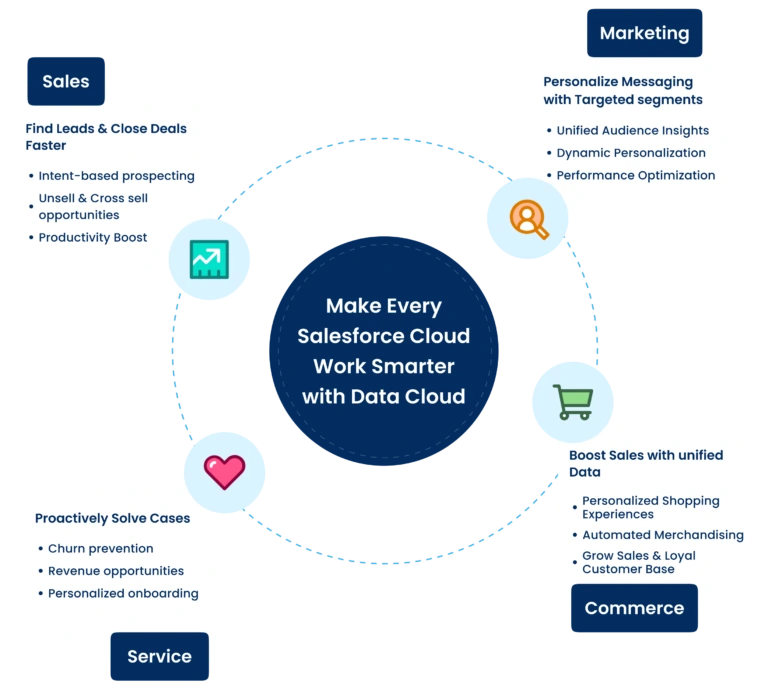 Marketing
Personalize Messaging
with Targeted segments
• Unified Audience Insights
• Dynamic Personalization
• Performance Optimization
Sales
Find Leads & Close Deals
Faster
• Intent-based prospecting
• Unsell & Cross sell
opportunities
• Productivity Boost
Make Every
Salesforce Cloud
Work Smarter
with Data Cloud
Boost Sales with unified
Data
• Personalized Shopping
Experiences
• Automated Merchandising
• Grow Sales & Loyal
Customer Base
Commerce
Proactively Solve Cases
• Churn prevention
• Revenue opportunities
• Personalized onboarding
Service